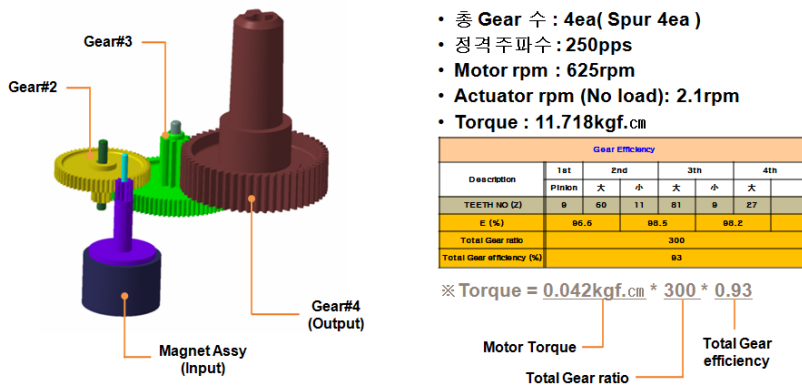 Gear#3
Gear#2
Gear#4
(Output)
Magnet Assy
(Input)
• 총 Gear 수 : 4ea( Spur 4ea )
• 정격주파수 : 250pps
• Motor rpm : 625rpm
• Actuator rpm (No load): 2.1rpm
• Torque : 11.718kgf.㎝
Gear Efficiency
Description 1st 2nd 3th 4th
Pinion 大 小 大 小 大
TEETH NO (Z) 9 60 11 81 9 27
E (%) 96.6 98.5 98.2
Total Gear ratio 300
Total Gear efficiency (%) 93
※ Torque = 0.042kgf.㎝ * 300 * 0.93
Motor Torque
Total Gear
efficiency
Total Gear ratio